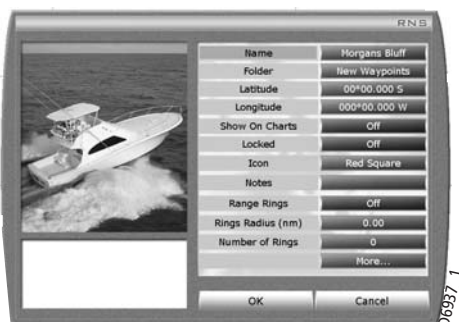 RNS
Name Morgans Bluff
Folder New Waypoints
Latitude 00°00.000 S
Longitude 000°00.000 W
Show On Charts Off
Locked Off
Icon Red Square
Notes
Range Rings Off
Rings Radius (nm) 0.00
Number of Rings 0
More...
OK Cancel
06937_1